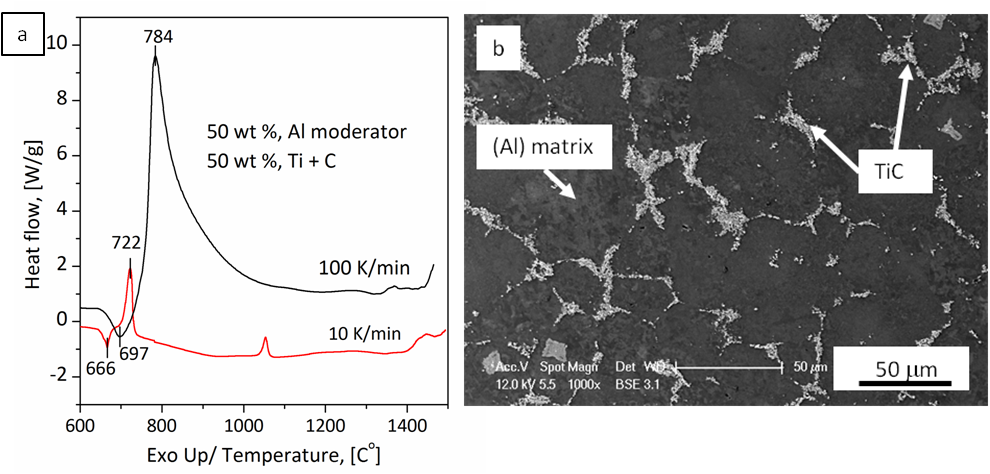 a
10
8
6
4
2
0
-2
600
800
1000
1200
1400
Heat flow, [W/g]
Exo Up/ Temperature, [C°]
784
50 wt %, Al moderator
50 wt %, Ti + C
722
100 K/min
10 K/min
666
697
b
(Al) matrix
TiC
Acc.V Spot Magn Det WD 50 µm
12.0 kV 5.5 1000x BSE 3.1
50 µm